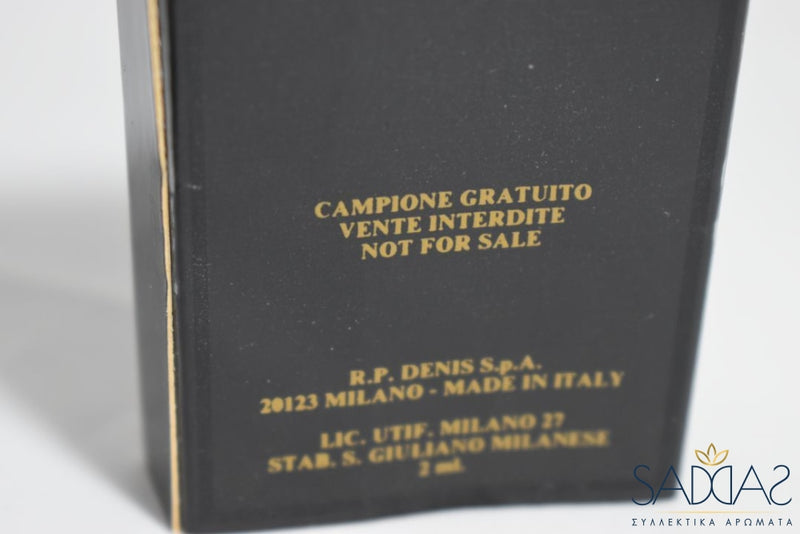 CAMPIONE GRATUITO
VENTE INTERDITE
NOT FOR SALE
R.P. DENIS S.p.A.
20123 MILANO - MADE IN ITALY
LIC. UTIF. MILANO 27
STAB. S. GIULIANO MILANESE
2 ml.
SADDAS
ΣΥΛΛΕΚΤΙΚΑ ΑΡΩΜΑΤΑ